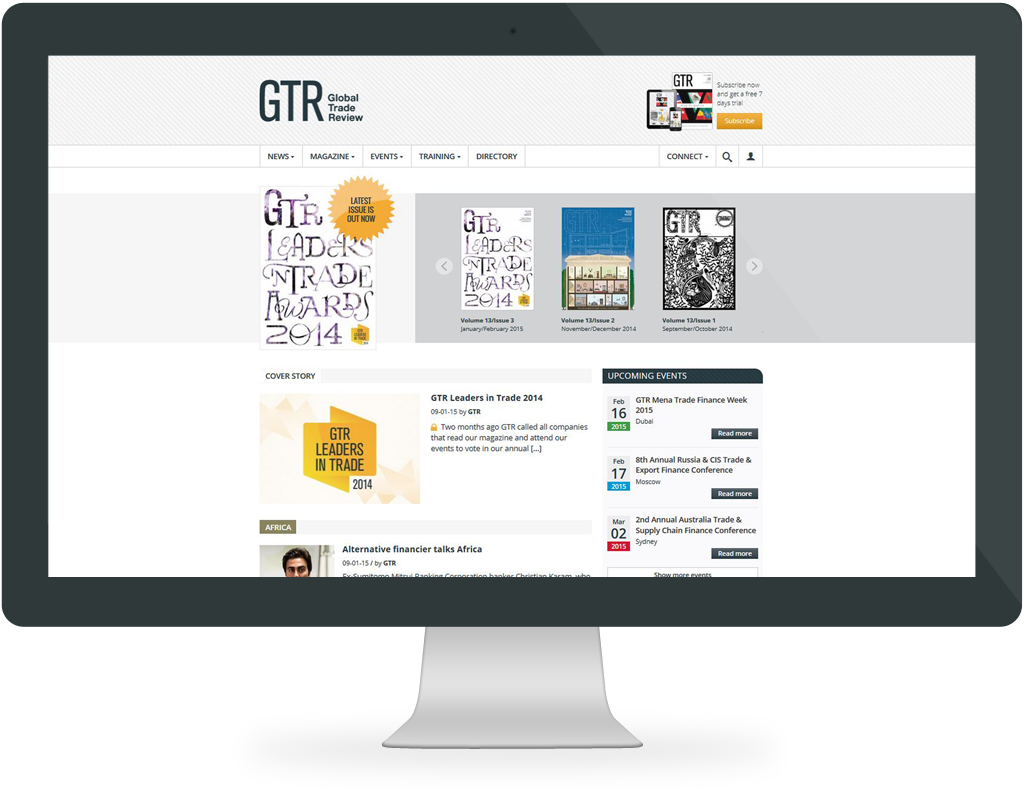 GTR Global
Trade
Review
GTR
Subscribe now
and get a free 7
days trial
Subscribe
NEWS
MAGAZINE
EVENTS
TRAINING
DIRECTORY
CONNECT
GTR
LEADERS
'N TRADE
AWARDS
2014
LATEST
ISSUE IS
OUT NOW
GTR
LEADERS
'N TRADE
AWARDS
2014
Volume 13/Issue 3
January/February 2015
GTR
Volume 13/Issue 2
November/December 2014
GTR
Volume 13/Issue 1
September/October 2014
COVER STORY
GTR
LEADERS
IN TRADE
2014
GTR Leaders in Trade 2014
09-01-15 by GTR
Two months ago GTR called all companies
that read our magazine and attend our
events to vote in our annual [...]
AFRICA
Alternative financier talks Africa
09-01-15 / by GTR
Ex-Sumitomo Mitsui Banking Corporation banker Christian Karam, who
UPCOMING EVENTS
Feb
16
2015
GTR Mena Trade Finance Week
2015
Dubai
Read more
Feb
17
2015
8th Annual Russia & CIS Trade &
Export Finance Conference
Moscow
Read more
Mar
02
2015
2nd Annual Australia Trade &
Supply Chain Finance Conference
Sydney
Read more
Show more events